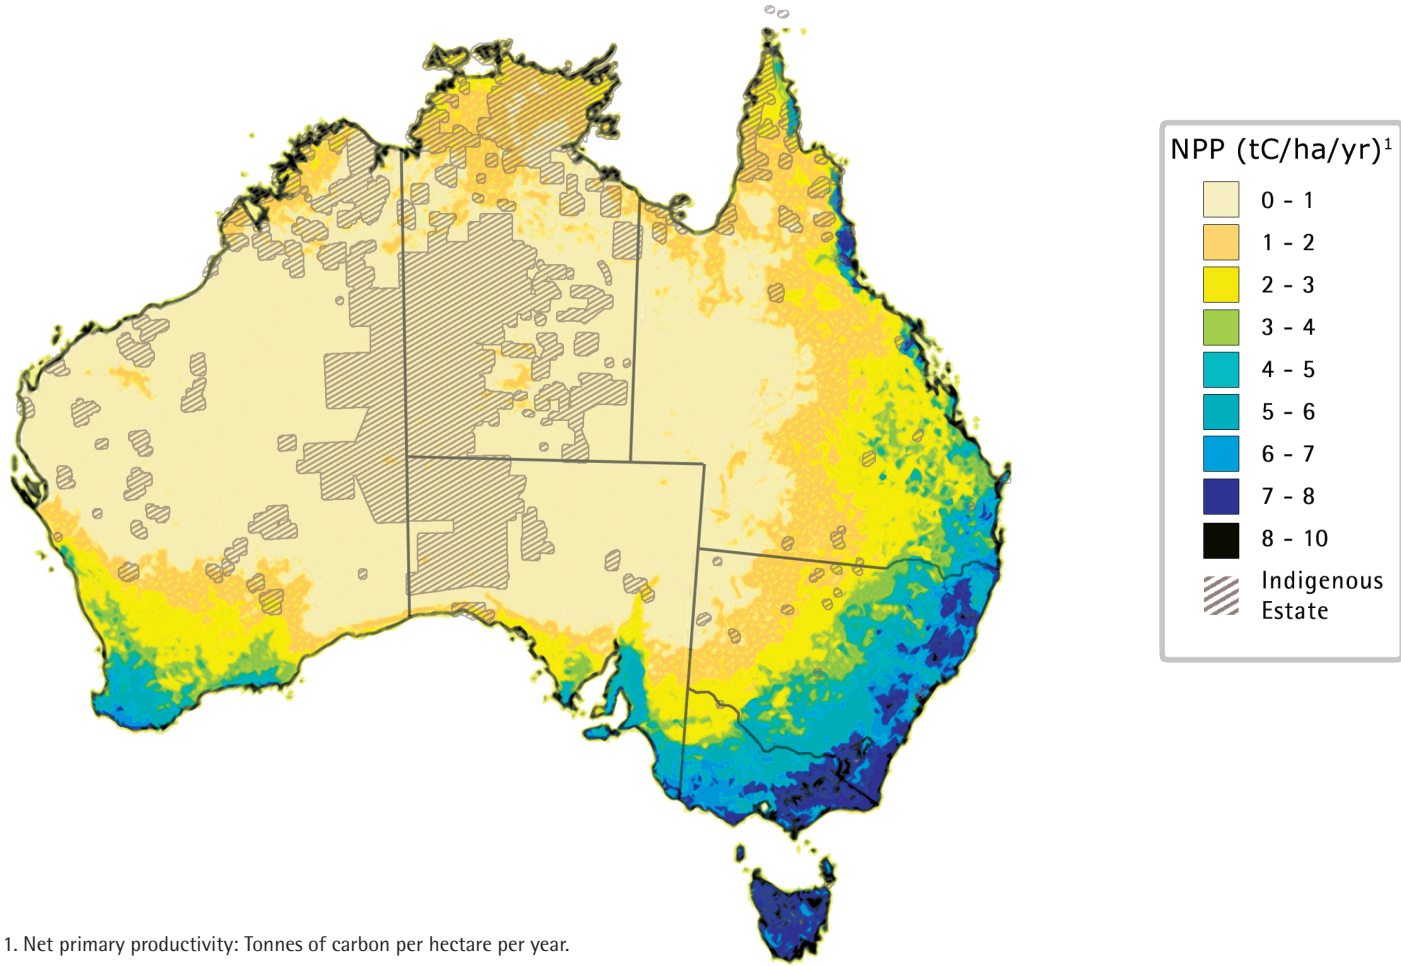 NPP (tC/ha/yr)¹
0 - 1
1 - 2
2 - 3
3 - 4
4 - 5
5 - 6
6 - 7
7 - 8
8 - 10
Indigenous
Estate
1. Net primary productivity: Tonnes of carbon per hectare per year.